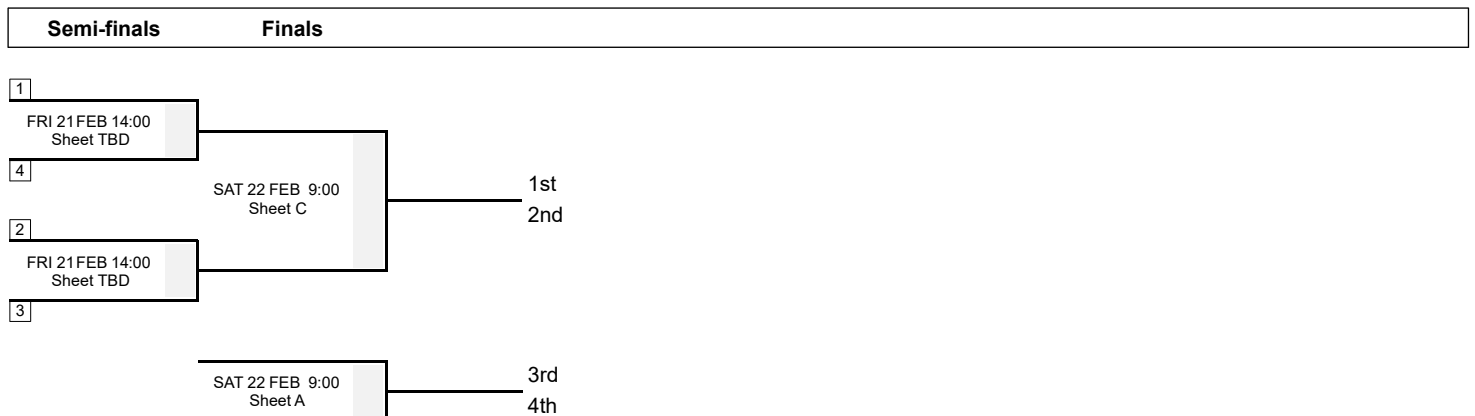 Semi-finals Finals
1
FRI 21 FEB 14:00
Sheet TBD
4
SAT 22 FEB 9:00
Sheet C
1st
2nd
2
FRI 21 FEB 14:00
Sheet TBD
3
SAT 22 FEB 9:00
Sheet A
3rd
4th